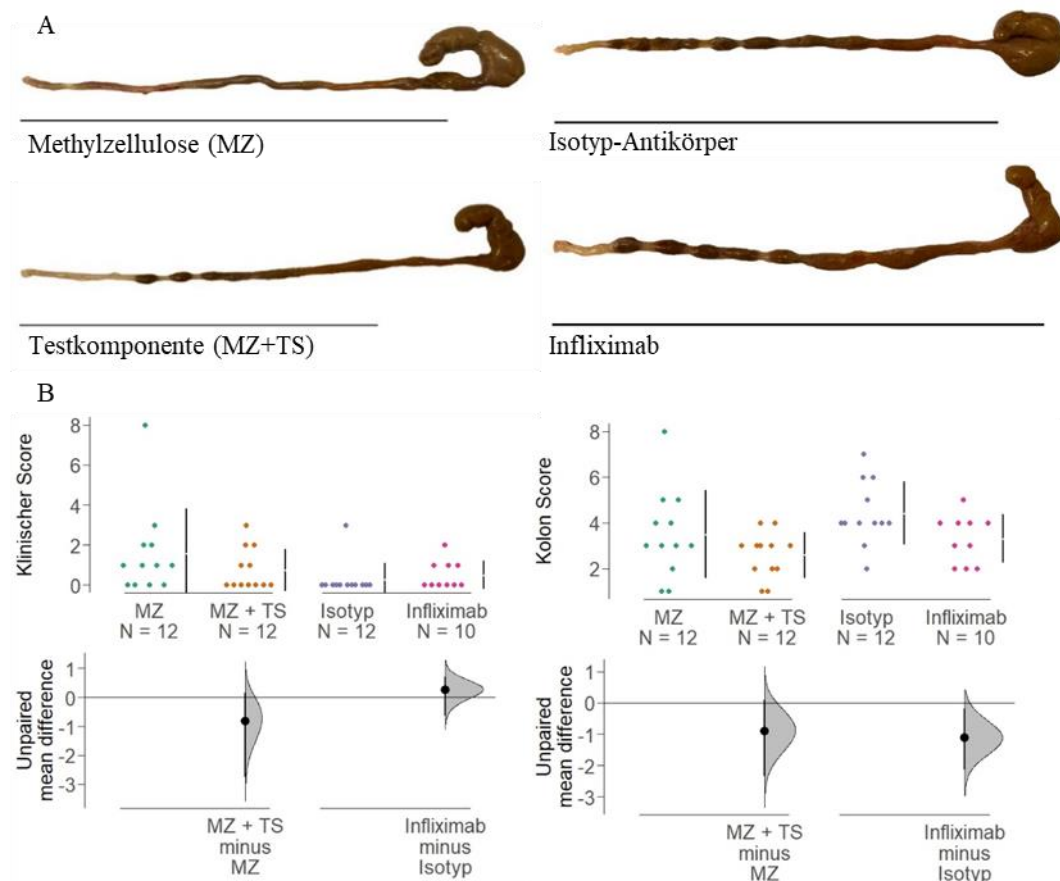 A
Methylzellulose (MZ)
Isotyp-Antikörper
Testkomponente (MZ+TS)
Infliximab
B
Klinischer Score
8
6
4
2
0
MZ
N = 12
MZ + TS
N = 12
Isotyp
N = 12
Infliximab
N = 10
Unpaired
mean difference
1
0
-1
-2
-3
MZ + TS
minus
MZ
Infliximab
minus
Isotyp
Kolon Score
8
6
4
2
MZ
N = 12
MZ + TS
N = 12
Isotyp
N = 12
Infliximab
N = 10
Unpaired
mean difference
1
0
-1
-2
-3
MZ + TS
minus
MZ
Infliximab
minus
Isotyp